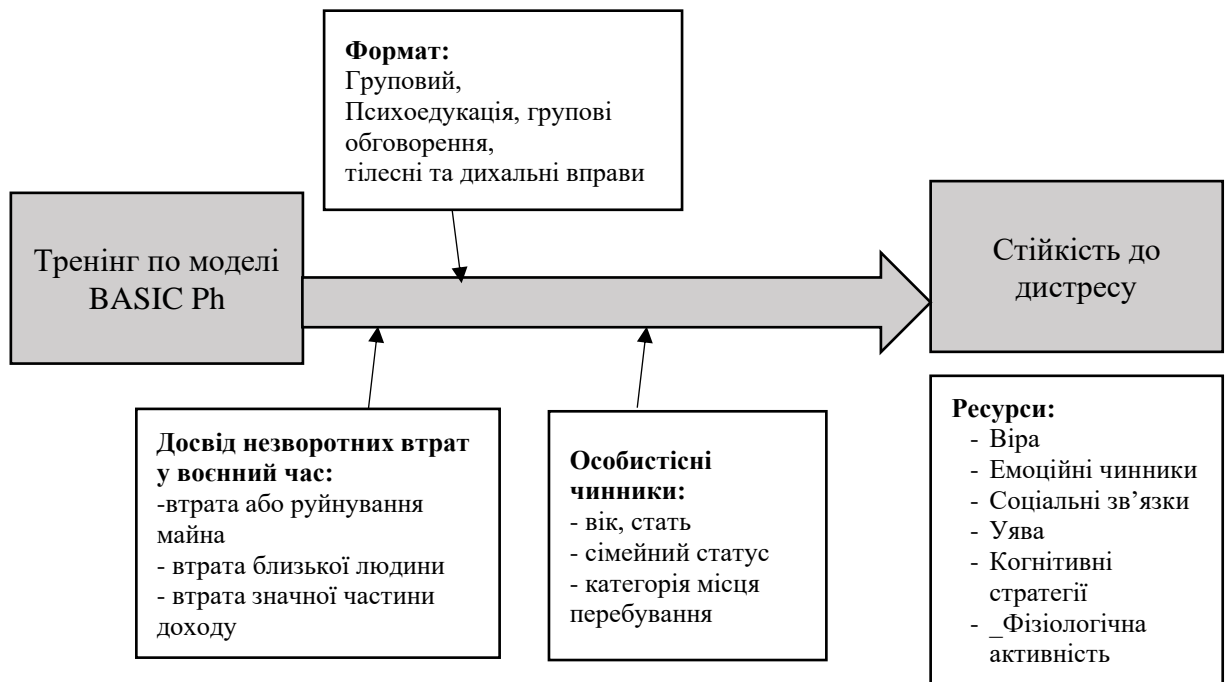 Формат:
Груповий,
Психоедукація, групові
обговорення,
тілесні та дихальні вправи
Тренінг по моделі
BASIC Ph
Стійкість до
дистресу
Досвід незворотних втрат
у воєнний час:
-втрата або руйнування
майна
- втрата близької людини
- втрата значної частини
доходу
Особистісні
чинники:
- вік, стать
- сімейний статус
- категорія місця
перебування
Ресурси:
- Віра
- Емоційні чинники
- Соціальні зв’язки
- Уява
- Когнітивні
стратегії
- _Фізіологічна
активність